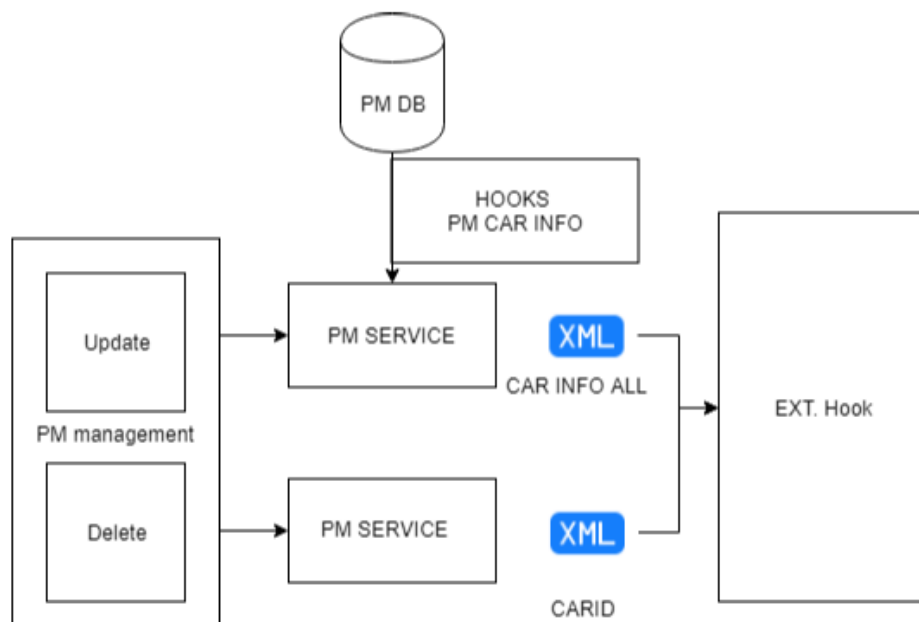 PM DB
HOOKS
PM CAR INFO
Update
PM SERVICE
XML
CAR INFO ALL
EXT. Hook
PM management
Delete
PM SERVICE
XML
CARID